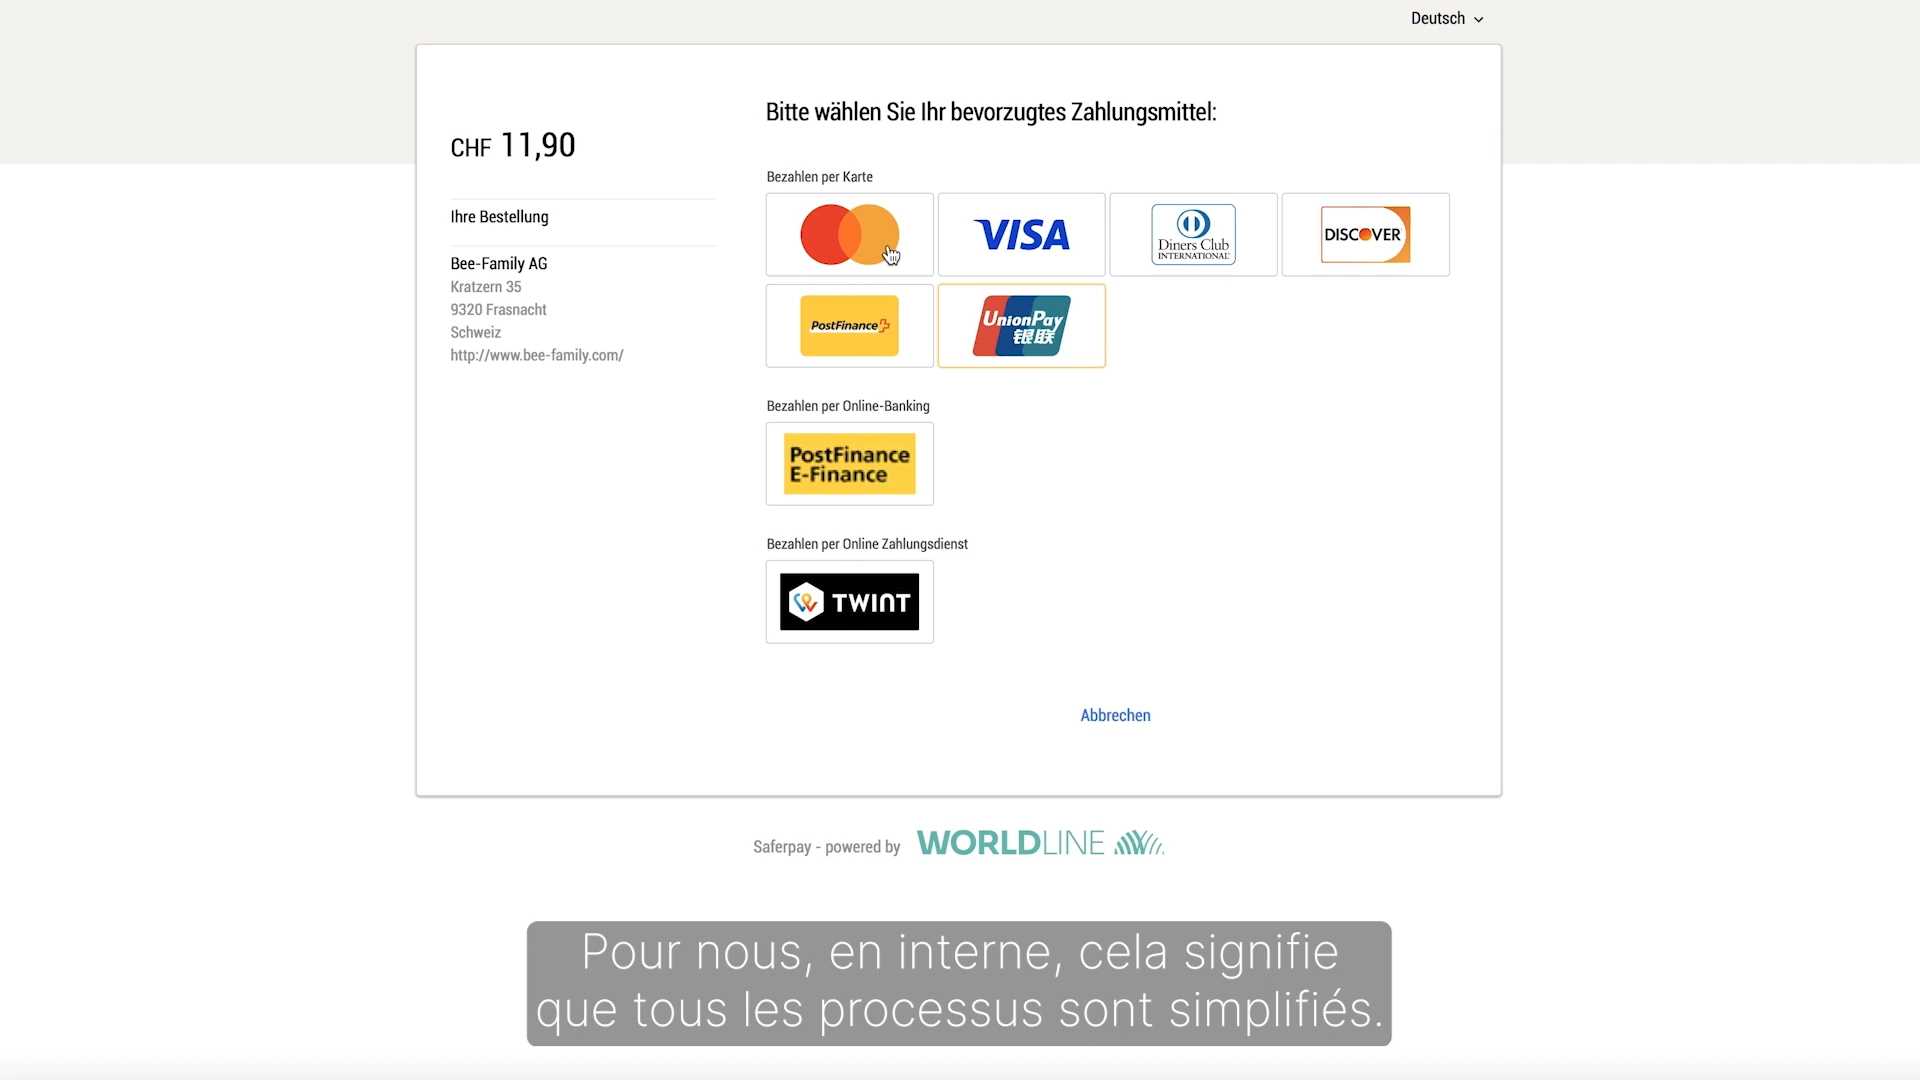 Deutsch
CHF 11,90
Ihre Bestellung
Bee-Family AG
Kratzern 35
9320 Frasnacht
Schweiz
http://www.bee-family.com/
Bitte wählen Sie Ihr bevorzugtes Zahlungsmittel:
Bezahlen per Karte
VISA
Diners Club
INTERNATIONAL
DISCOVER
PostFinance
UnionPay
银联
Bezahlen per Online-Banking
PostFinance
E-Finance
Bezahlen per Online Zahlungsdienst
TWINT
Abbrechen
Saferpay - powered by WORLDLINE
Pour nous, en interne, cela signifie
que tous les processus sont simplifiés.